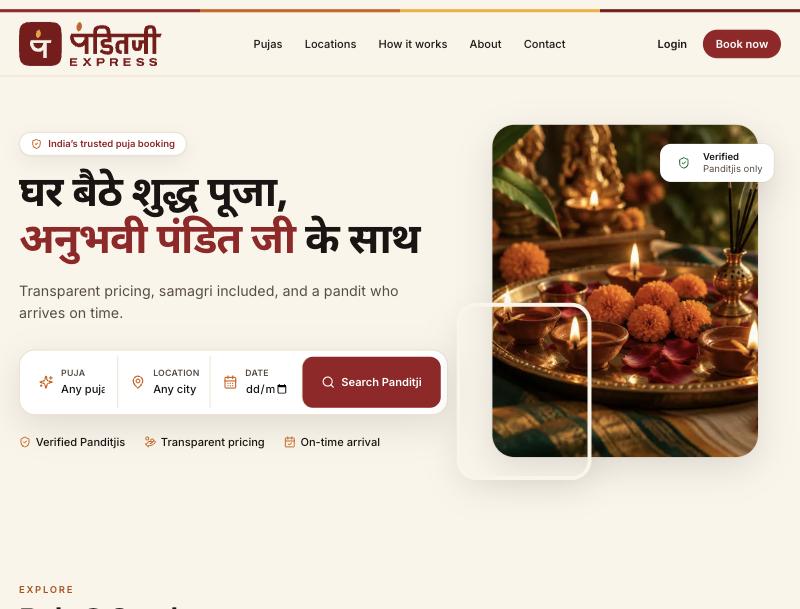 पंडितजी
EXPRESS
Pujas Locations How it works About Contact
Login Book now
India's trusted puja booking
घर बैठे शुद्ध पूजा,
अनुभवी पंडित जी के साथ
Transparent pricing, samagri included, and a pandit who
arrives on time.
PUJA LOCATION DATE
Any puja Any city dd/m Search Panditji
Verified Panditjis Transparent pricing On-time arrival
Verified
Panditjis only
EXPLORE